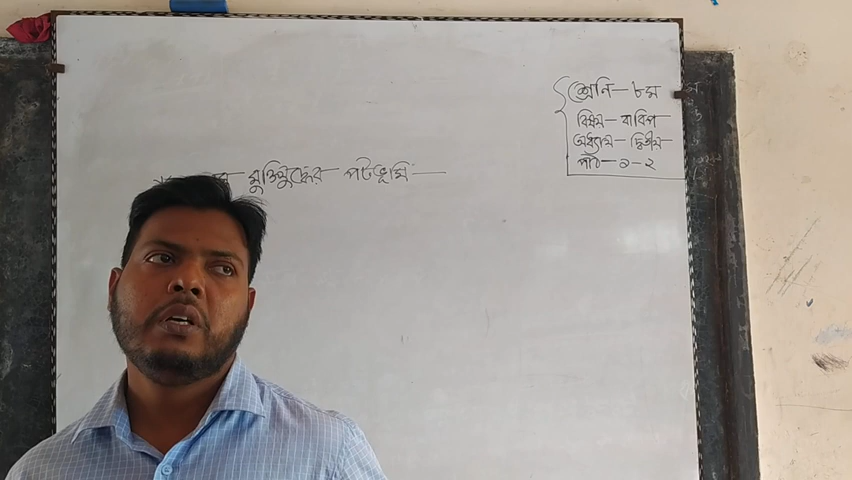 শ্রেণি - ৮ম
বিষয় - বাবিপ
অধ্যায় - দ্বিতীয়
পাঠ - ১ - ২
মুক্তিযুদ্ধের পটভূমি -